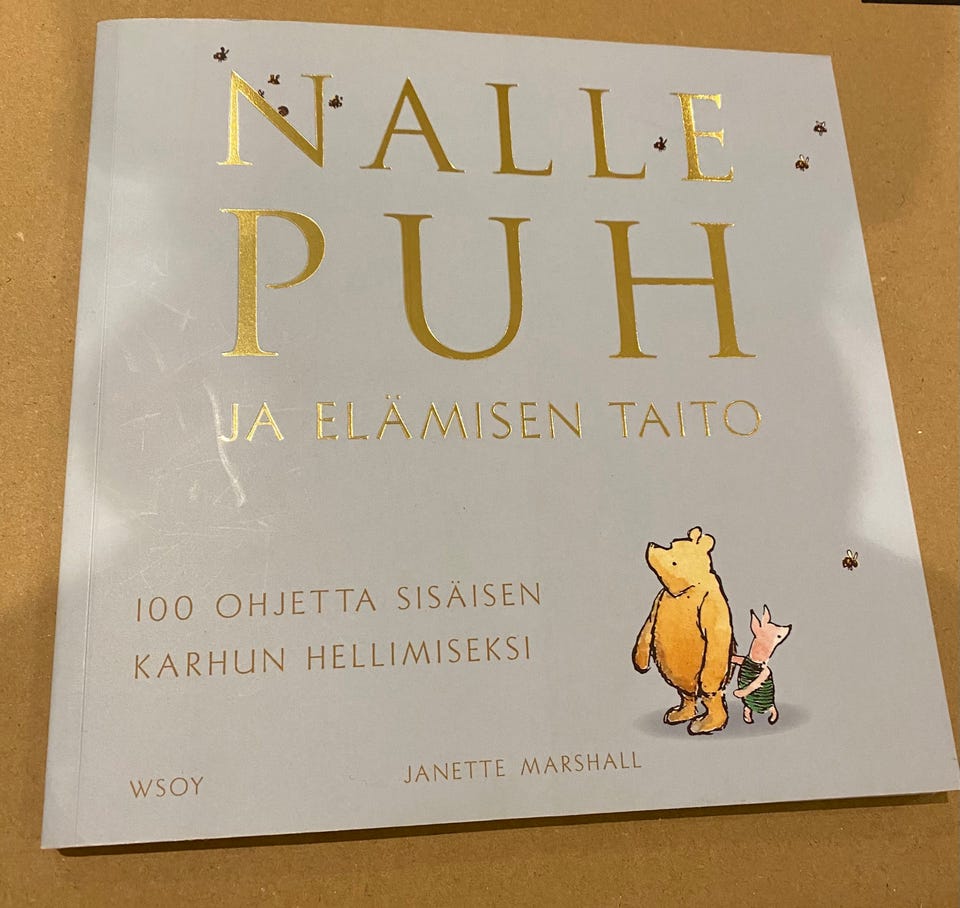 NALLE
PUH
JA ELÄMISEN TAITO
100 OHJETTA SISÄISEN
KARHUN HELLIMISEKSI
JANETTE MARSHALL
WSOY